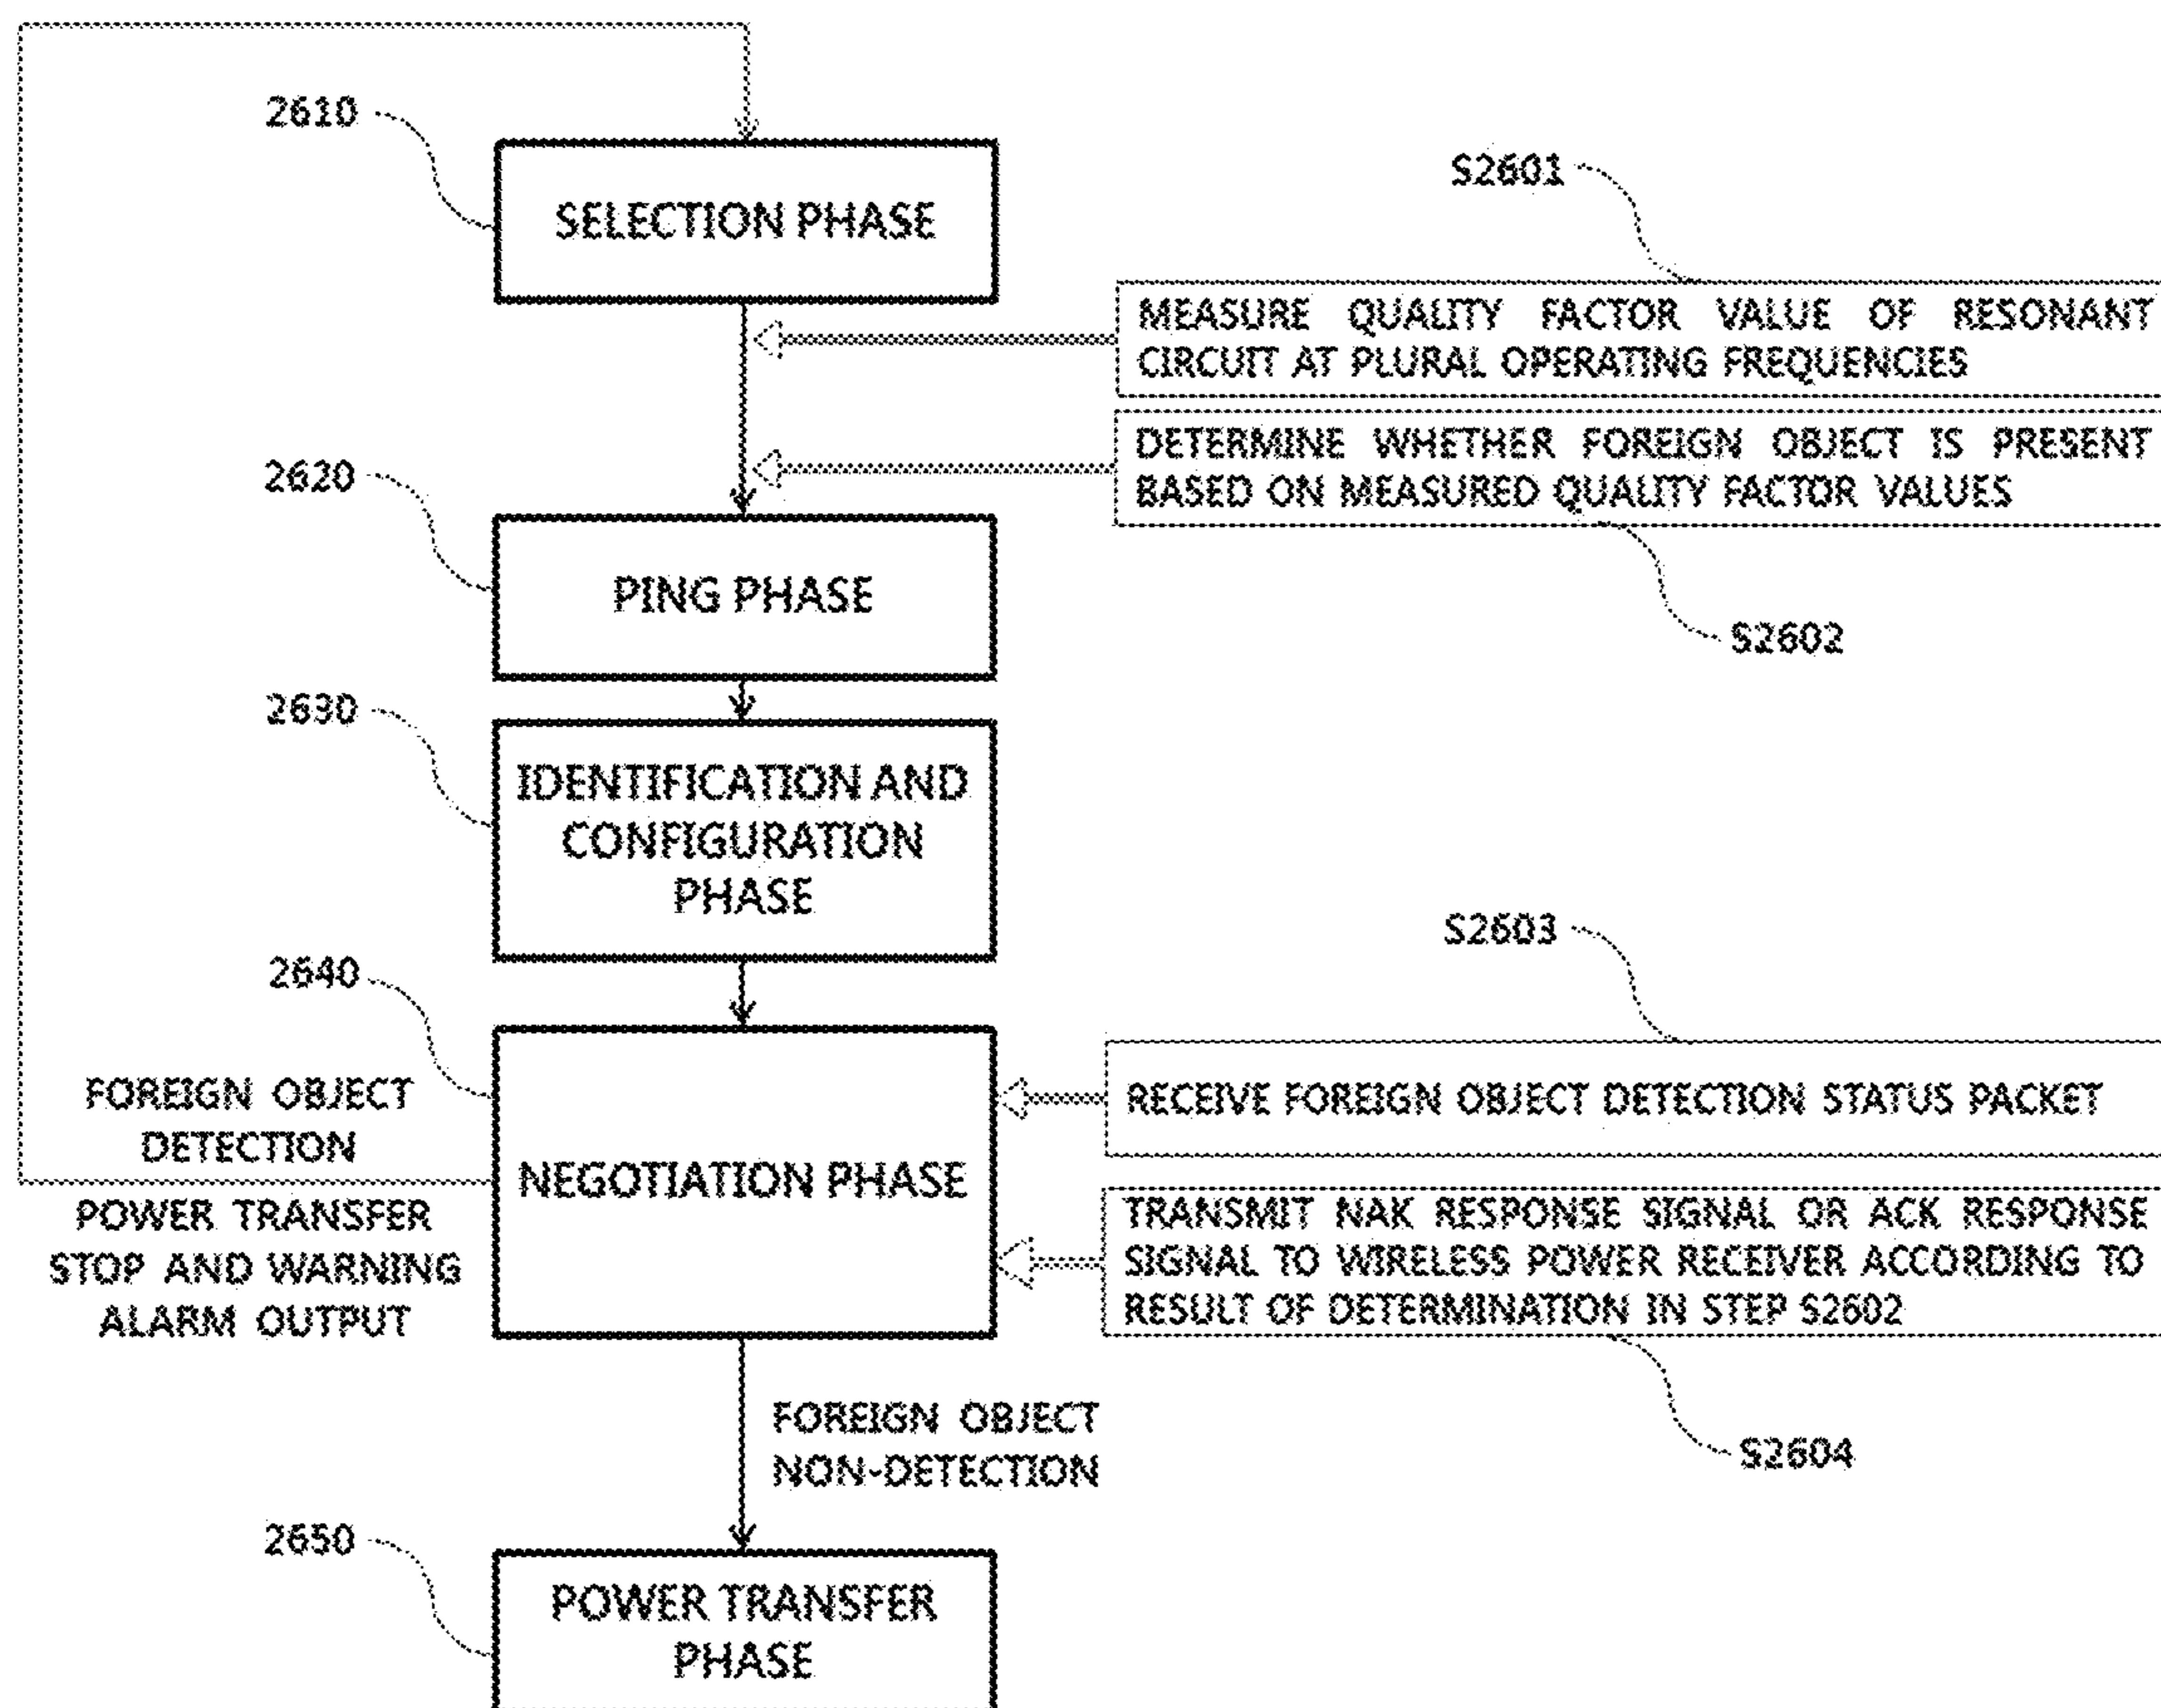 2610
SELECTION PHASE
S2601
MEASURE QUALITY FACTOR VALUE OF RESONANT
CIRCUIT AT PLURAL OPERATING FREQUENCIES
DETERMINE WHETHER FOREIGN OBJECT IS PRESENT
BASED ON MEASURED QUALITY FACTOR VALUES
S2602
2620
PING PHASE
2630
IDENTIFICATION AND
CONFIGURATION
PHASE
2640
NEGOTIATION PHASE
S2603
RECEIVE FOREIGN OBJECT DETECTION STATUS PACKET
TRANSMIT NAK RESPONSE SIGNAL OR ACK RESPONSE
SIGNAL TO WIRELESS POWER RECEIVER ACCORDING TO
RESULT OF DETERMINATION IN STEP S2602
S2604
FOREIGN OBJECT
DETECTION
POWER TRANSFER
STOP AND WARNING
ALARM OUTPUT
FOREIGN OBJECT
NON-DETECTION
2650
POWER TRANSFER
PHASE